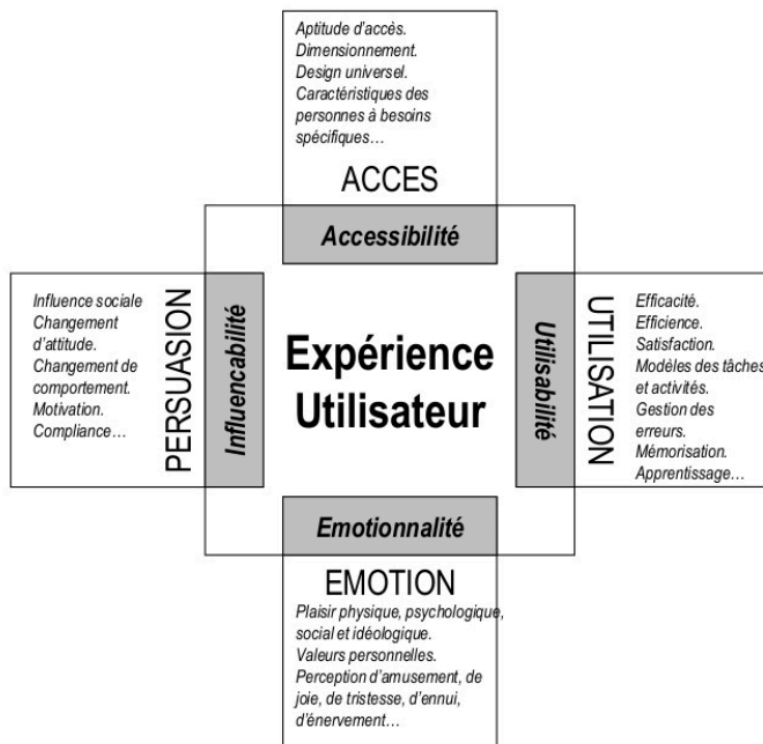 Aptitude d'accès.
Dimensionnement.
Design universel.
Caractéristiques des
personnes à besoins
spécifiques...
ACCES
Accessibilité
Influence sociale
Changement
d'attitude.
Changement de
comportement.
Motivation.
Compliance...
PERSUASION
Influencabilité
Expérience
Utilisateur
Utilisabilité
UTILISATION
Efficacité.
Efficience.
Satisfaction.
Modèles des tâches
et activités.
Gestion des
erreurs.
Mémorisation.
Apprentissage...
Emotionnalité
EMOTION
Plaisir physique, psychologique,
social et idéologique.
Valeurs personnelles.
Perception d'amusement, de
joie, de tristesse, d'ennui,
d'énervement...